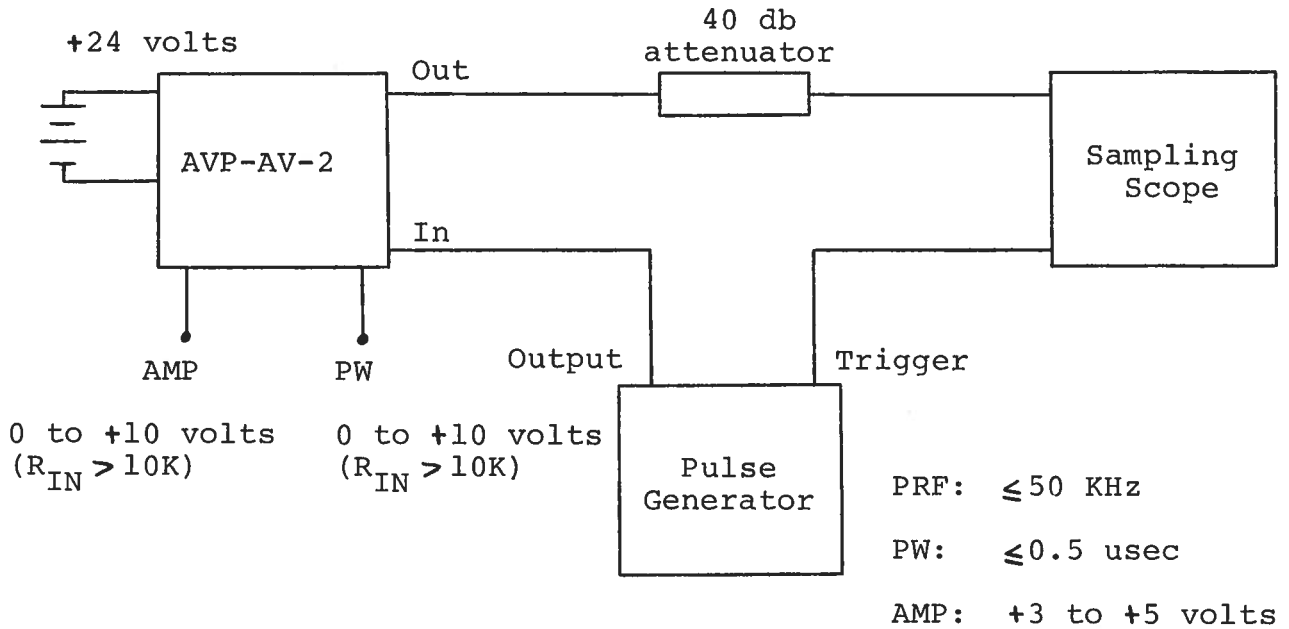 +24 volts
AVP-AV-2
Out
40 db
attenuator
Sampling
Scope
In
AMP
PW
0 to +10 volts
(RIN > 10K)
0 to +10 volts
(RIN > 10K)
Output
Trigger
Pulse
Generator
PRF: ≤50 KHz
PW: ≤0.5 usec
AMP: +3 to +5 volts